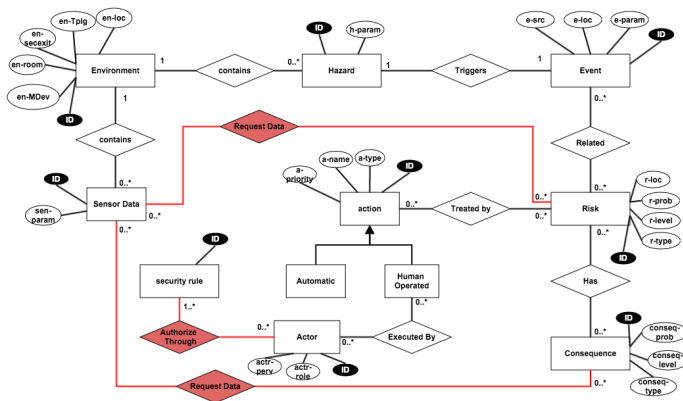 en-Tplg
en-loc
en-secexit
en-room
en-MDev
ID
Environment
1
contains
0..*
ID
h-param
Hazard
1
Triggers
1
e-src
e-loc
e-param
ID
Event
0..*
1
contains
0..*
Request Data
Related
0..*
ID
sen-
param
Sensor Data
0..*
0..*
a-
priority
a-name
a-type
ID
action
0..*
Treated by
0..*
0..*
Risk
0..*
r-loc
r-prob
r-level
r-type
ID
ID
security rule
1..*
Automatic
Human
Operated
0..*
Has
0..*
Authorize
Through
0..*
Actor
0..*
Executed By
actr-
perv
actr-
role
ID
Request Data
ID
Consequence
0..*
conseq-
prob
conseq-
level
conseq-
type